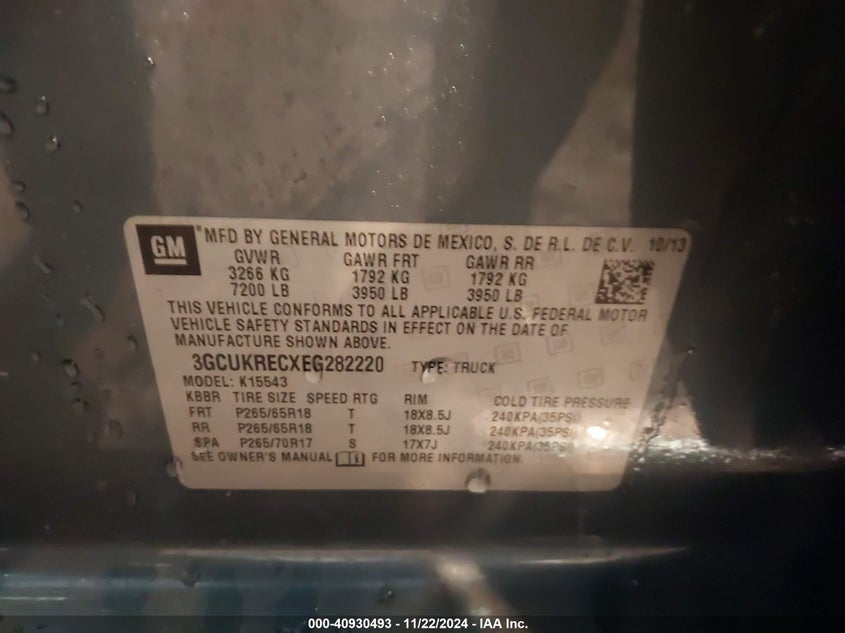 GM
MFD BY GENERAL MOTORS DE MEXICO, S. DE R.L. DE C.V. 10/13
GVWR GAWR FRT GAWR RR
3266 KG 1792 KG 1792 KG
7200 LB 3950 LB 3950 LB
THIS VEHICLE CONFORMS TO ALL APPLICABLE U.S. FEDERAL MOTOR
VEHICLE SAFETY STANDARDS IN EFFECT ON THE DATE OF
MANUFACTURE SHOWN ABOVE.
3GCUKRECXEG282220 TYPE: TRUCK
MODEL: K15543
KBBR TIRE SIZE SPEED RTG RIM COLD TIRE PRESSURE
FRT P265/65R18 T 18X8.5J 240KPA(35PSI)
RR P265/65R18 T 18X8.5J 240KPA(35PSI)
SPA P265/70R17 S 17X7J 240KPA(35PSI)
SEE OWNER'S MANUAL FOR MORE INFORMATION.
000-40930493 - 11/22/2024 - IAA Inc.